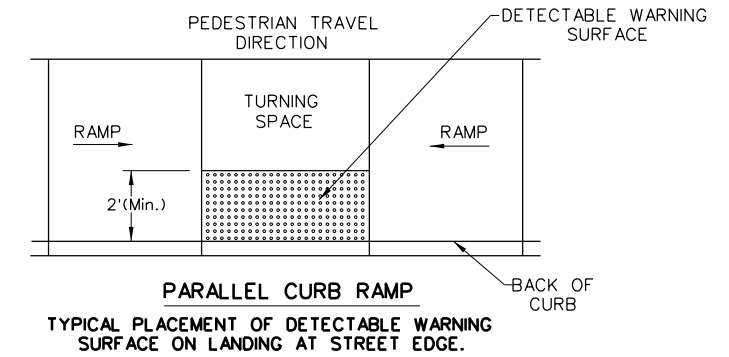 PEDESTRIAN TRAVEL
DIRECTION
DETECTABLE WARNING
SURFACE
TURNING
SPACE
RAMP
RAMP
2'(Min.)
BACK OF
CURB
PARALLEL CURB RAMP
TYPICAL PLACEMENT OF DETECTABLE WARNING
SURFACE ON LANDING AT STREET EDGE.